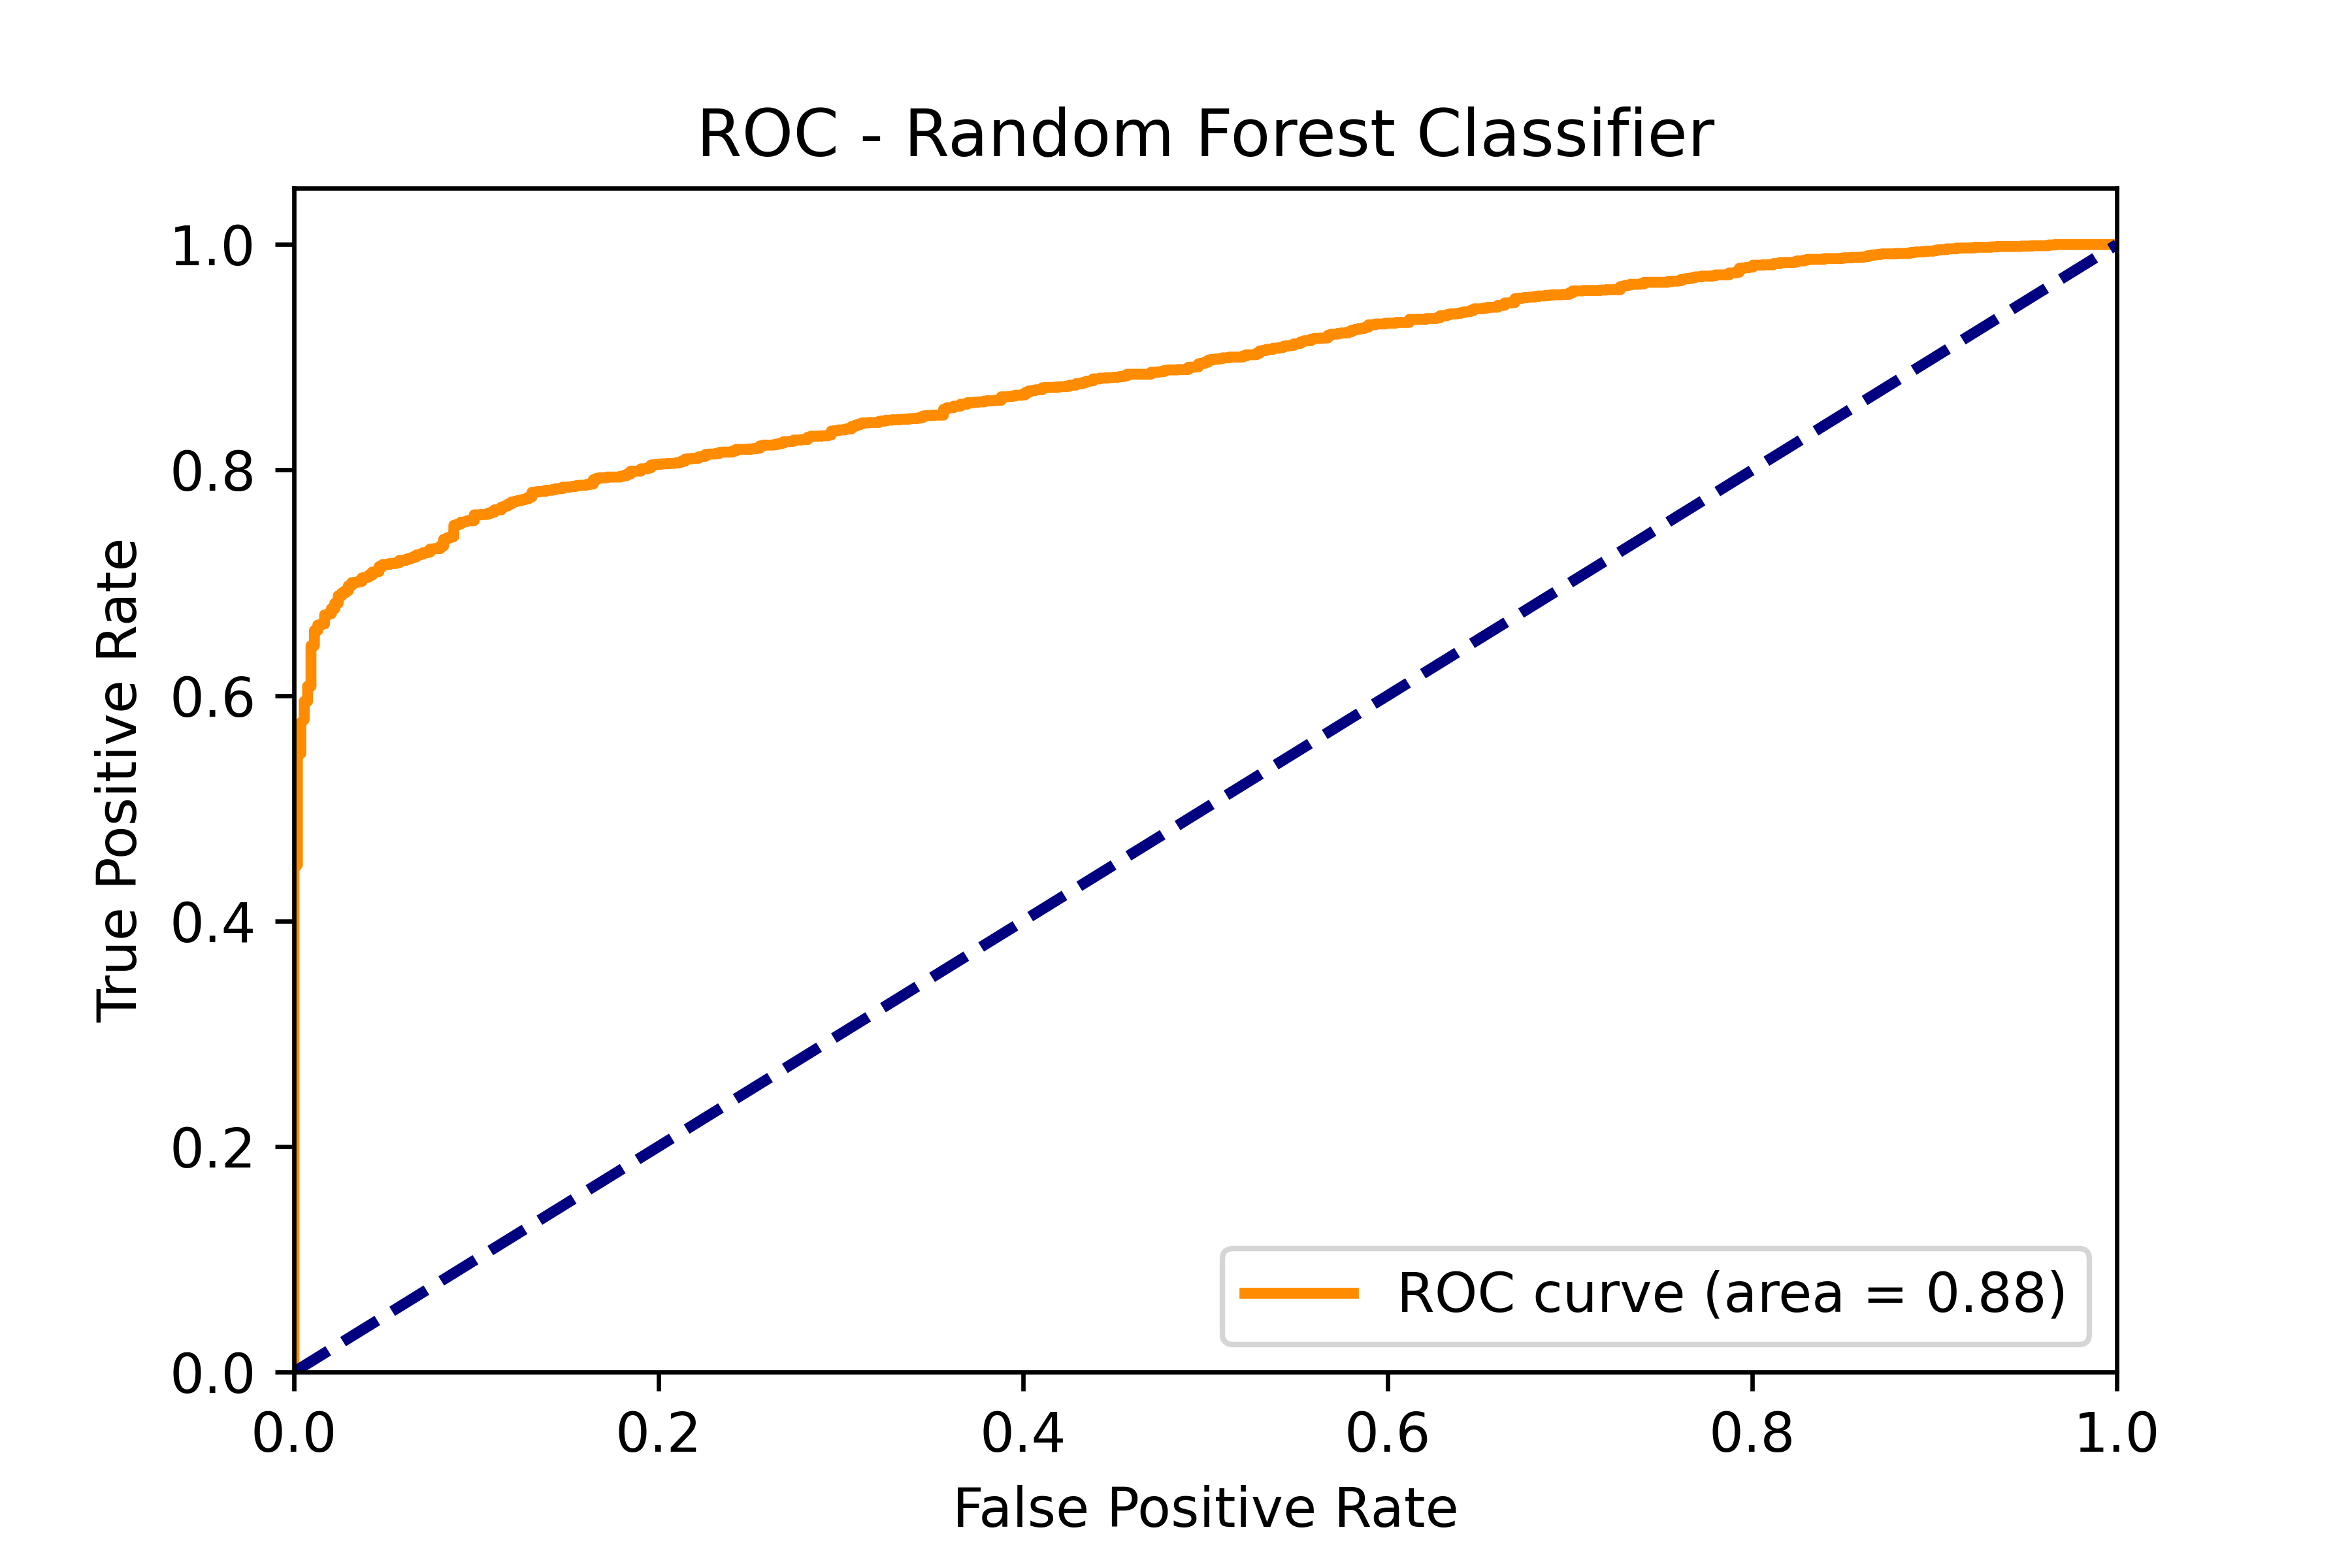 ROC - Random Forest Classifier
1.0
0.8
0.6
0.4
0.2
0.0
True Positive Rate
ROC curve (area = 0.88)
0.0 0.2 0.4 0.6 0.8 1.0
False Positive Rate